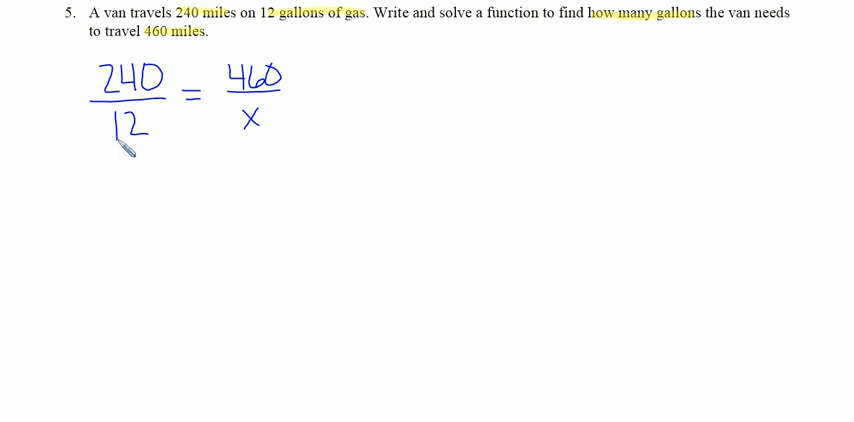 5. A van travels 240 miles on 12 gallons of gas. Write and solve a function to find how many gallons the van needs
to travel 460 miles.
240 = 460
12 x